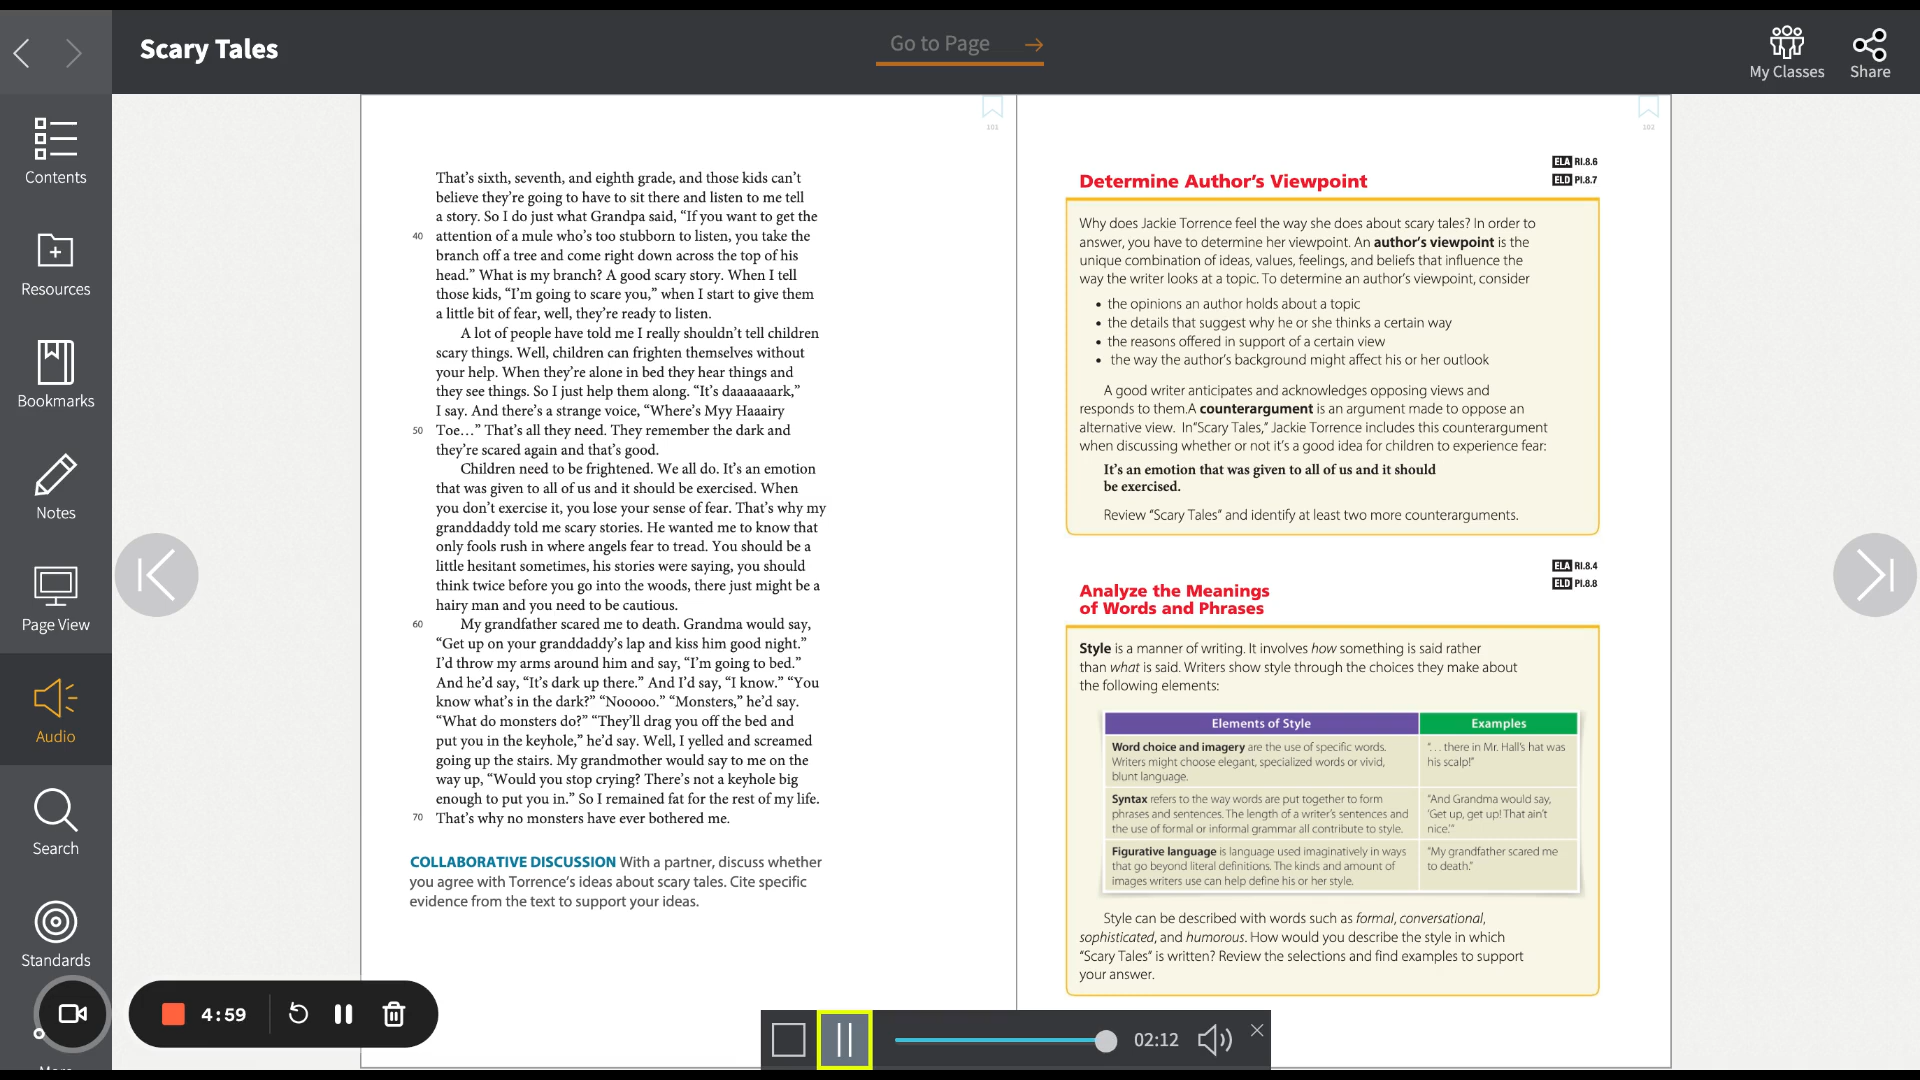 Scary Tales
Go to Page →
My Classes
Share
Contents
Resources
Bookmarks
Notes
Page View
Audio
Search
Standards
101
That’s sixth, seventh, and eighth grade, and those kids can’t
believe they’re going to have to sit there and listen to me tell
a story. So I do just what Grandpa said, “If you want to get the
40 attention of a mule who’s too stubborn to listen, you take the
branch off a tree and come right down across the top of his
head.” What is my branch? A good scary story. When I tell
those kids, “I’m going to scare you,” when I start to give them
a little bit of fear, well, they’re ready to listen.
A lot of people have told me I really shouldn’t tell children
scary things. Well, children can frighten themselves without
your help. When they’re alone in bed they hear things and
they see things. So I just help them along. “It’s daaaaaaark,”
I say. And there’s a strange voice, “Where’s Myy Haaairy
50 Toe…” That’s all they need. They remember the dark and
they’re scared again and that’s good.
Children need to be frightened. We all do. It’s an emotion
that was given to all of us and it should be exercised. When
you don’t exercise it, you lose your sense of fear. That’s why my
granddaddy told me scary stories. He wanted me to know that
only fools rush in where angels fear to tread. You should be a
little hesitant sometimes, his stories were saying, you should
think twice before you go into the woods, there just might be a
hairy man and you need to be cautious.
60 My grandfather scared me to death. Grandma would say,
“Get up on your granddaddy’s lap and kiss him good night.”
I’d throw my arms around him and say, “I’m going to bed.”
And he’d say, “It’s dark up there.” And I’d say, “I know.” “You
know what’s in the dark?” “Nooooo.” “Monsters,” he’d say.
“What do monsters do?” “They’ll drag you off the bed and
put you in the keyhole,” he’d say. Well, I yelled and screamed
going up the stairs. My grandmother would say to me on the
way up, “Would you stop crying? There’s not a keyhole big
enough to put you in.” So I remained fat for the rest of my life.
70 That’s why no monsters have ever bothered me.
COLLABORATIVE DISCUSSION With a partner, discuss whether
you agree with Torrence’s ideas about scary tales. Cite specific
evidence from the text to support your ideas.
102
ELA RI.8.6
ELD PI.8.7
Determine Author’s Viewpoint
Why does Jackie Torrence feel the way she does about scary tales? In order to
answer, you have to determine her viewpoint. An author’s viewpoint is the
unique combination of ideas, values, feelings, and beliefs that influence the
way the writer looks at a topic. To determine an author’s viewpoint, consider
• the opinions an author holds about a topic
• the details that suggest why he or she thinks a certain way
• the reasons offered in support of a certain view
• the way the author’s background might affect his or her outlook
A good writer anticipates and acknowledges opposing views and
responds to them.A counterargument is an argument made to oppose an
alternative view. In“Scary Tales,” Jackie Torrence includes this counterargument
when discussing whether or not it’s a good idea for children to experience fear:
It’s an emotion that was given to all of us and it should
be exercised.
Review “Scary Tales” and identify at least two more counterarguments.
ELA RI.8.4
ELD PI.8.8
Analyze the Meanings
of Words and Phrases
Style is a manner of writing. It involves how something is said rather
than what is said. Writers show style through the choices they make about
the following elements:
Elements of Style
Examples
Word choice and imagery are the use of specific words.
Writers might choose elegant, specialized words or vivid,
blunt language.
“. . . there in Mr. Hall’s hat was
his scalp!”
Syntax refers to the way words are put together to form
phrases and sentences. The length of a writer’s sentences and
the use of formal or informal grammar all contribute to style.
“And Grandma would say,
‘Get up, get up! That ain’t
nice.’”
Figurative language is language used imaginatively in ways
that go beyond literal definitions. The kinds and amount of
images writers use can help define his or her style.
“My grandfather scared me
to death.”
Style can be described with words such as formal, conversational,
sophisticated, and humorous. How would you describe the style in which
“Scary Tales” is written? Review the selections and find examples to support
your answer.
4:59
02:12